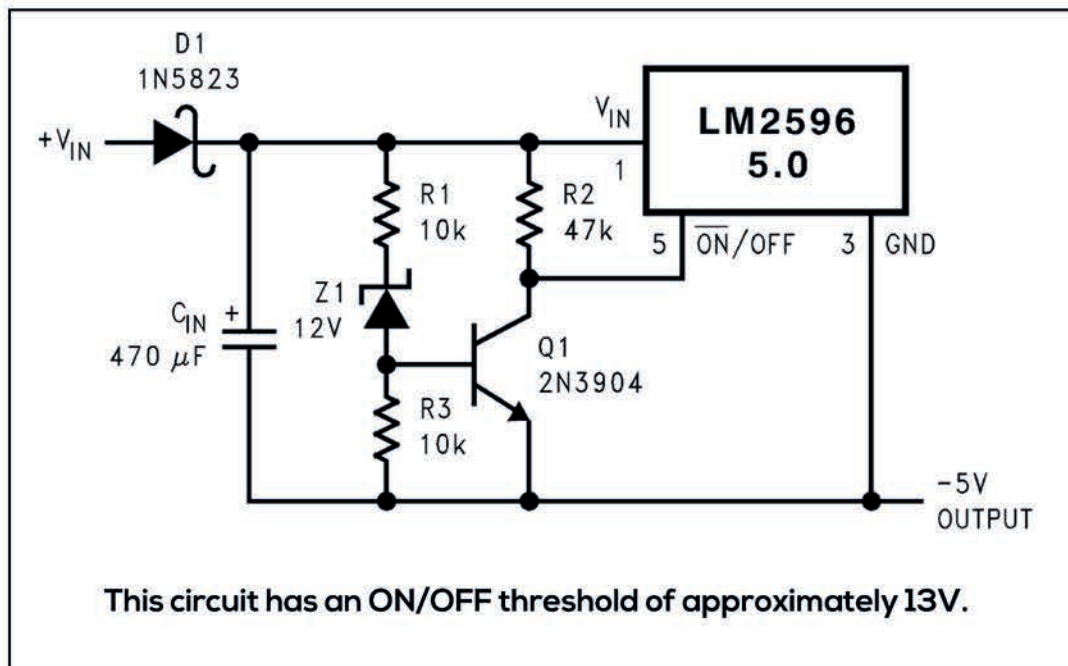 D1
1N5823
+VIN
VIN
1
LM2596
5.0
R1
10k
R2
47k
5
ON/OFF
3
GND
Z1
12V
CIN
+
470 μF
Q1
2N3904
R3
10k
-5V
OUTPUT
This circuit has an ON/OFF threshold of approximately 13V.